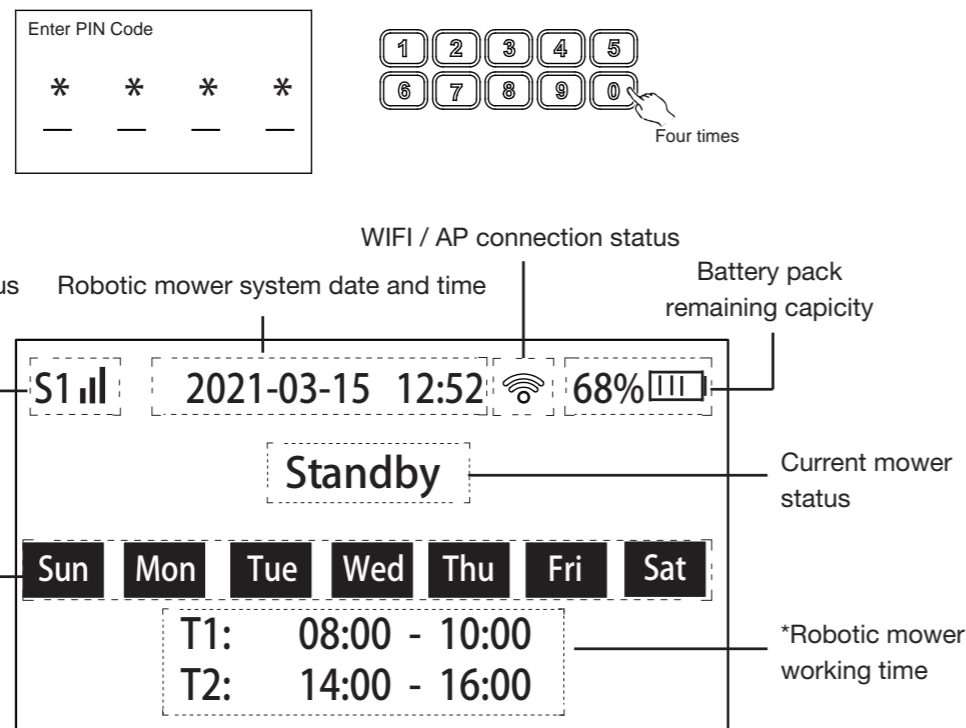 Enter PIN Code
* * * *
1 2 3 4 5
6 7 8 9 0
Four times
WIFI / AP connection status
Robotic mower system date and time
Battery pack
remaining capicity
S1 2021-03-15 12:52 68%
Standby
Current mower
status
Sun Mon Tue Wed Thu Fri Sat
T1: 08:00 - 10:00
T2: 14:00 - 16:00
*Robotic mower
working time